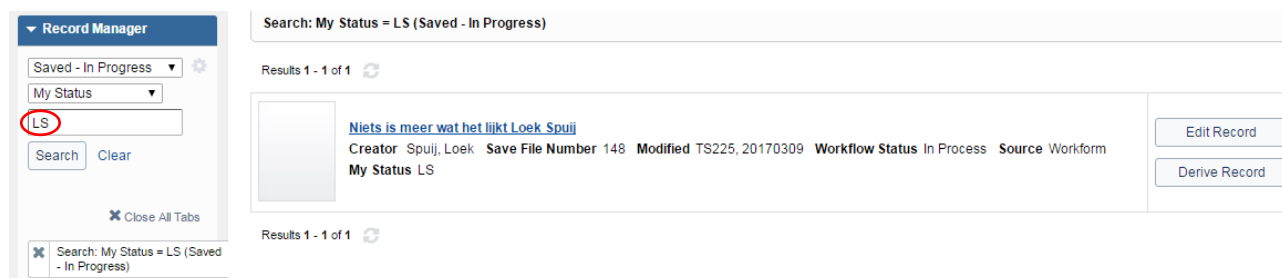 Record Manager
Saved - In Progress
My Status
LS
Search Clear
Close All Tabs
Search: My Status = LS (Saved
- In Progress)
Search: My Status = LS (Saved - In Progress)
Results 1 - 1 of 1
Niets is meer wat het lijkt Loek Spuij
Creator Spuij, Loek Save File Number 148 Modified TS225, 20170309 Workflow Status In Process Source Workform
My Status LS
Edit Record
Derive Record
Results 1 - 1 of 1